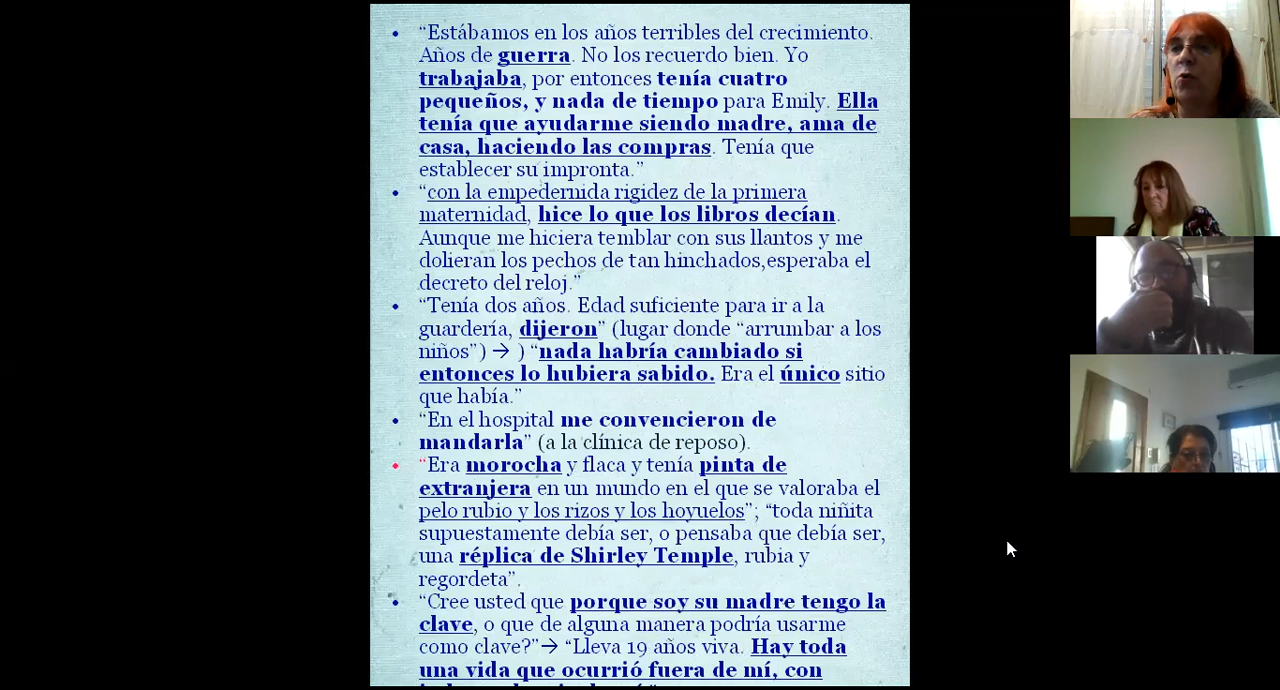 “Estábamos en los años terribles del crecimiento.
Años de guerra. No los recuerdo bien. Yo
trabajaba, por entonces tenía cuatro
pequeños, y nada de tiempo para Emily. Ella
tenía que ayudarme siendo madre, ama de
casa, haciendo las compras. Tenía que
establecer su impronta.”
“con la empedernida rigidez de la primera
maternidad, hice lo que los libros decían.
Aunque me hiciera temblar con sus llantos y me
dolieran los pechos de tan hinchados,esperaba el
decreto del reloj.”
“Tenía dos años. Edad suficiente para ir a la
guardería, dijeron” (lugar donde “arrumbar a los
niños”) → ) “nada habría cambiado si
entonces lo hubiera sabido. Era el único sitio
que había.”
“En el hospital me convencieron de
mandarla” (a la clínica de reposo).
“Era morocha y flaca y tenía pinta de
extranjera en un mundo en el que se valoraba el
pelo rubio y los rizos y los hoyuelos”; “toda niñita
supuestamente debía ser, o pensaba que debía ser,
una réplica de Shirley Temple, rubia y
regordeta”.
“Cree usted que porque soy su madre tengo la
clave, o que de alguna manera podría usarme
como clave?”→ “Lleva 19 años viva. Hay toda
una vida que ocurrió fuera de mí, con